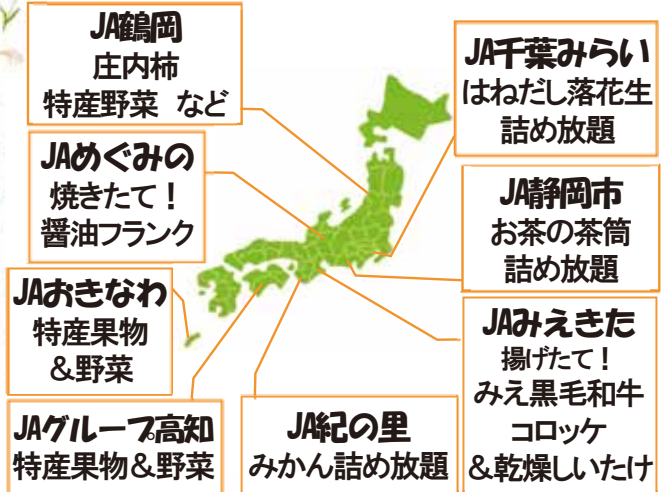 JA鶴岡
庄内柿
特産野菜 など
JAめぐみの
焼きたて！
醤油フランク
JAおきなわ
特産果物
＆野菜
JAグループ高知
特産果物＆野菜
JA紀の里
みかん詰め放題
JA千葉みらい
はねだし落花生
詰め放題
JA静岡市
お茶の茶筒
詰め放題
JAみえきた
揚げたて！
みえ黒毛和牛
コロッケ
＆乾燥しいたけ